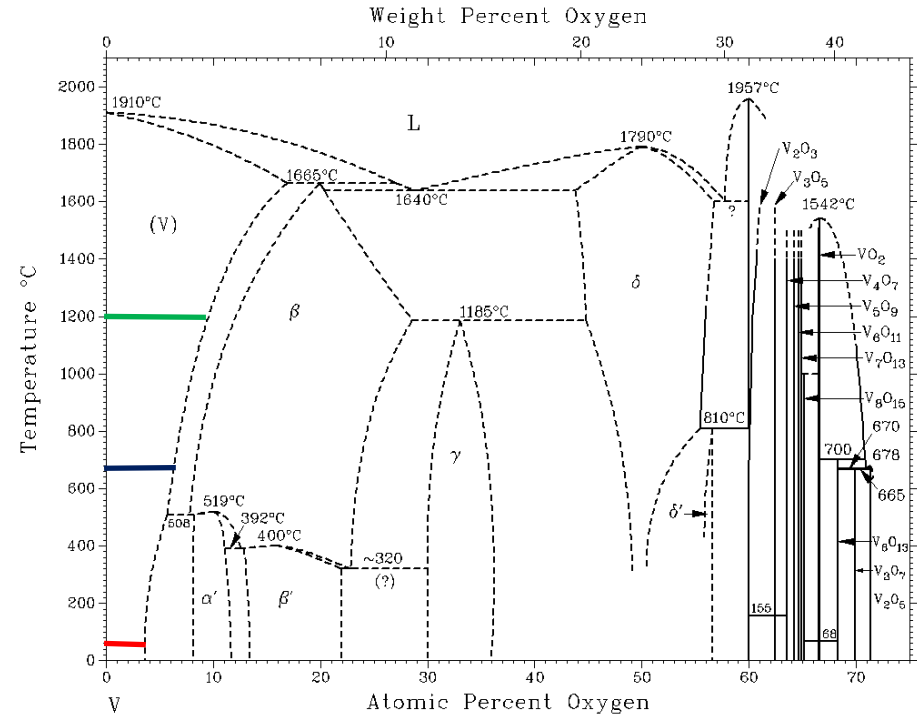 Weight Percent Oxygen
0 10 20 30 40
2000
1800
1600
1400
1200
1000
800
600
400
200
0
Temperature °C
1910°C
L
1957°C
1790°C
1665°C
1640°C
V₂O₃
V₃O₅
1542°C
(V)
?
VO₂
V₄O₇
V₅O₉
V₆O₁₁
V₇O₁₃
V₈O₁₅
β
δ
1185°C
810°C
γ
700
670
678
665
519°C
508
392°C
400°C
δ'
~320
(?)
α'
β'
V₆O₁₃
V₃O₇
V₂O₅
155
68
0 10 20 30 40 50 60 70
V
Atomic Percent Oxygen